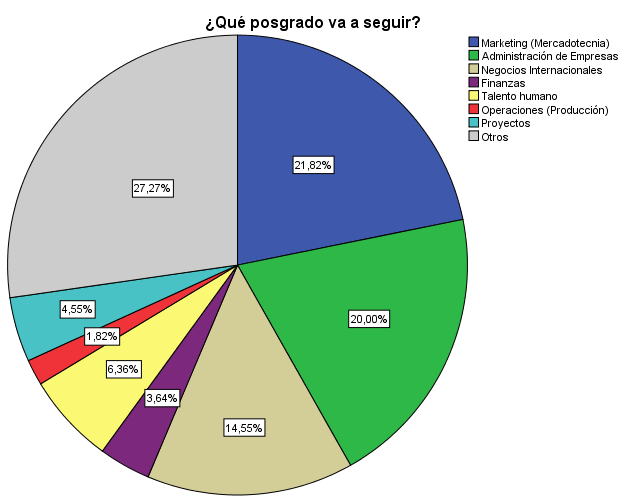 ¿Qué posgrado va a seguir?
Marketing (Mercadotecnia)
Administración de Empresas
Negocios Internacionales
Finanzas
Talento humano
Operaciones (Producción)
Proyectos
Otros
21,82%
27,27%
4,55%
20,00%
1,82%
6,36%
3,64%
14,55%